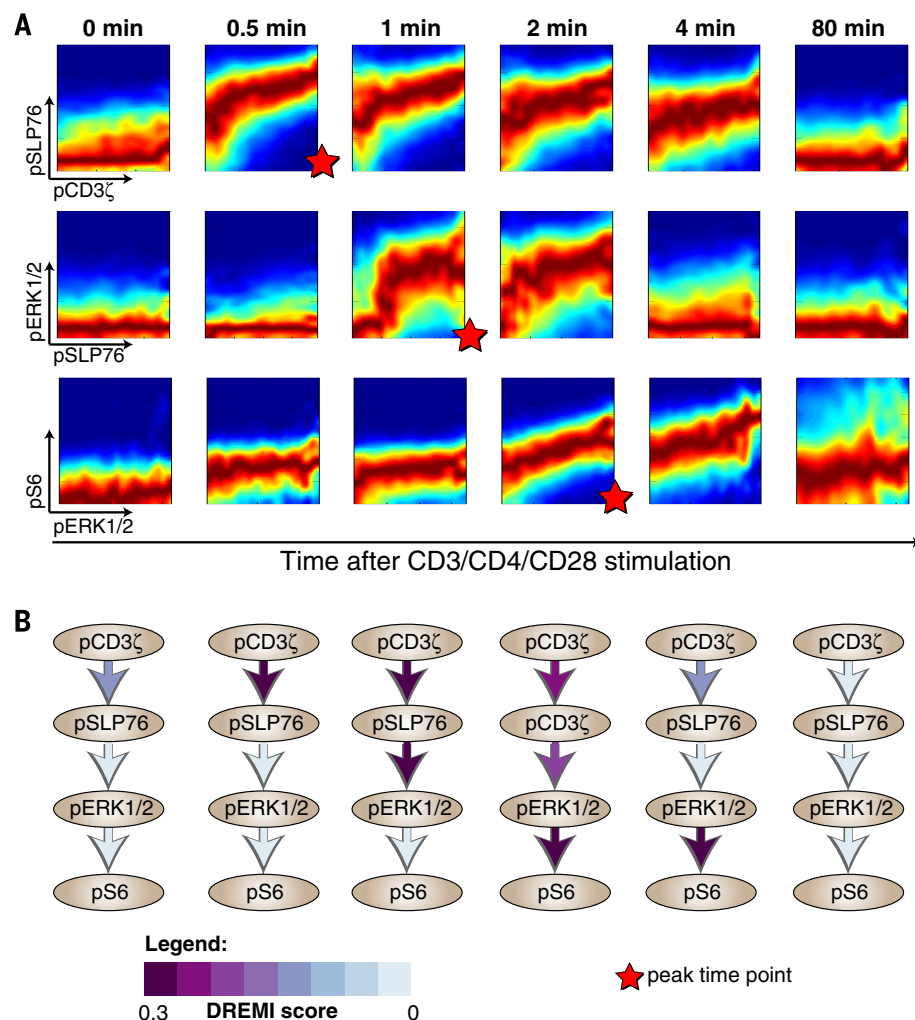 A
0 min 0.5 min 1 min 2 min 4 min 80 min
pSLP76
pCD3ζ
pERK1/2
pSLP76
pS6
pERK1/2
Time after CD3/CD4/CD28 stimulation
B
pCD3ζ pCD3ζ pCD3ζ pCD3ζ pCD3ζ pCD3ζ
pSLP76 pSLP76 pSLP76 pCD3ζ pSLP76 pSLP76
pERK1/2 pERK1/2 pERK1/2 pERK1/2 pERK1/2 pERK1/2
pS6 pS6 pS6 pS6 pS6 pS6
Legend:
0.3 DREMI score 0
peak time point